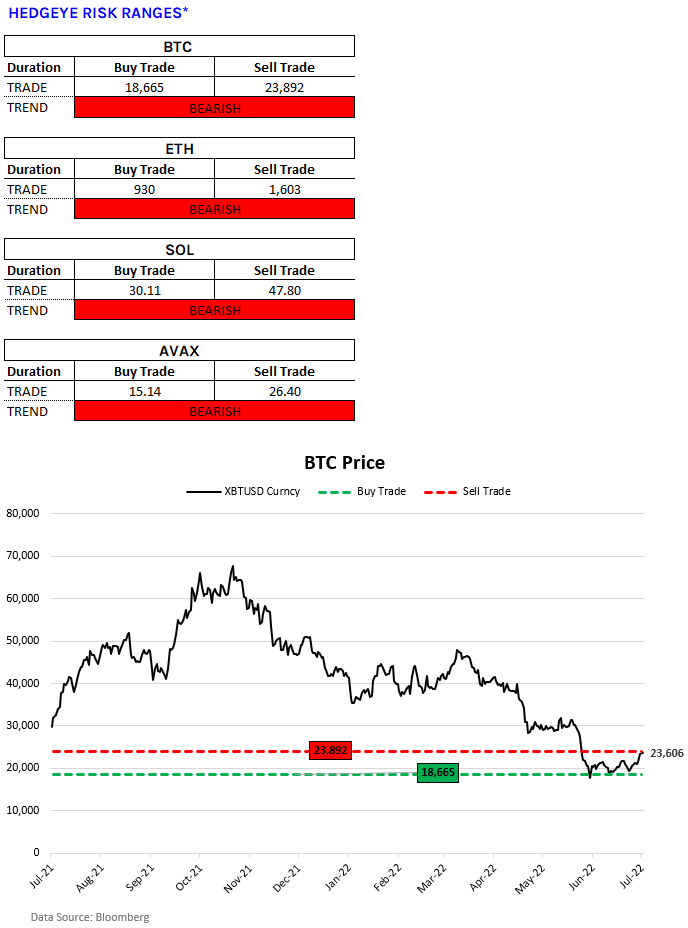 HEDGEYE RISK RANGES*
BTC
Duration Buy Trade Sell Trade
TRADE 18,665 23,892
TREND BEARISH
ETH
Duration Buy Trade Sell Trade
TRADE 930 1,603
TREND BEARISH
SOL
Duration Buy Trade Sell Trade
TRADE 30.11 47.80
TREND BEARISH
AVAX
Duration Buy Trade Sell Trade
TRADE 15.14 26.40
TREND BEARISH
BTC Price
XBTUSD Curncy Buy Trade Sell Trade
80,000
70,000
60,000
50,000
40,000
30,000
23,892
23,606
20,000
18,665
10,000
0
Jul-21 Aug-21 Sep-21 Oct-21 Nov-21 Dec-21 Jan-22 Feb-22 Mar-22 Apr-22 May-22 Jun-22 Jul-22
Data Source: Bloomberg